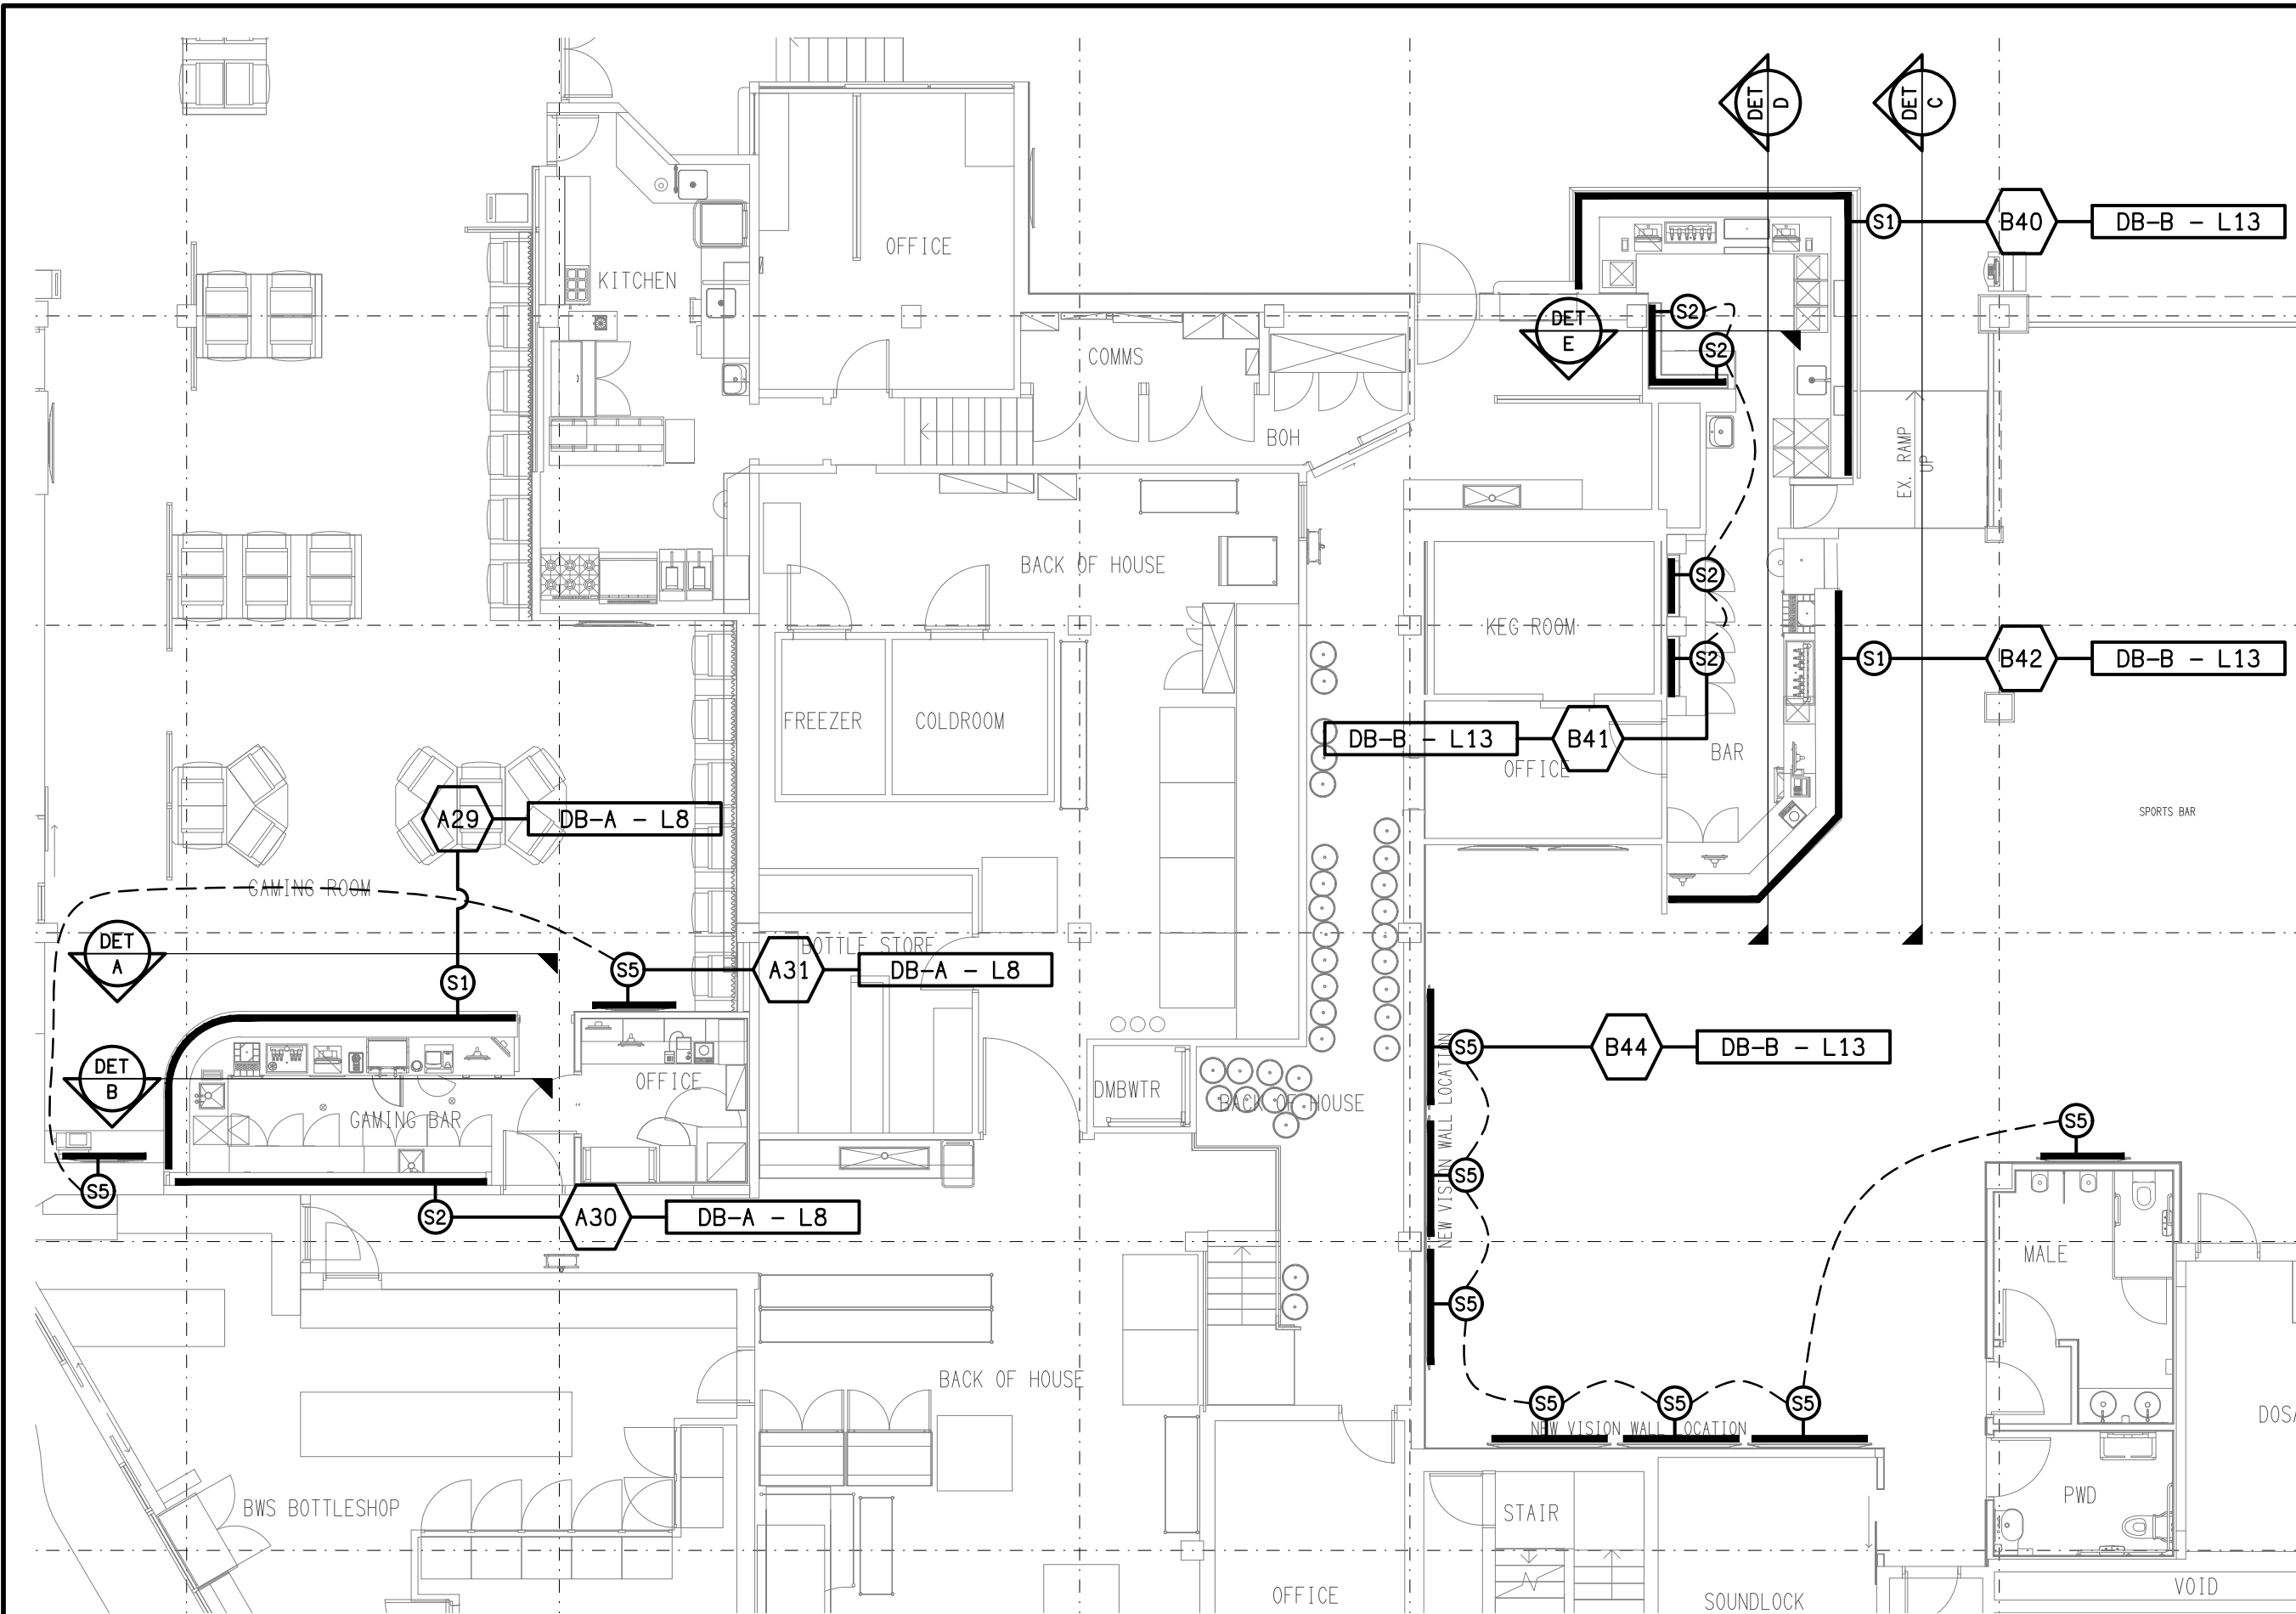 DET
D
DET
C
S1
B40
DB-B - L13
OFFICE
KITCHEN
S2
DET
E
S2
COMMS
BOH
EX. RAMP
UP
BACK OF HOUSE
S2
KEG ROOM
S2
S1
B42
DB-B - L13
FREEZER
COLDROOM
DB-B - L13
B41
BAR
OFFICE
A29
DB-A - L8
SPORTS BAR
GAMING ROOM
DET
A
BOTTLE STORE
S5
A31
DB-A - L8
S1
S5
B44
DB-B - L13
DET
B
OFFICE
GAMING BAR
DMBWTR
BACK OF HOUSE
NEW VISION WALL LOCATION
S5
S5
S5
S2
A30
DB-A - L8
MALE
S5
BACK OF HOUSE
S5
S5
S5
NEW VISION WALL LOCATION
DOSA
BWS BOTTLESHOP
STAIR
PWD
OFFICE
SOUNDLOCK
VOID